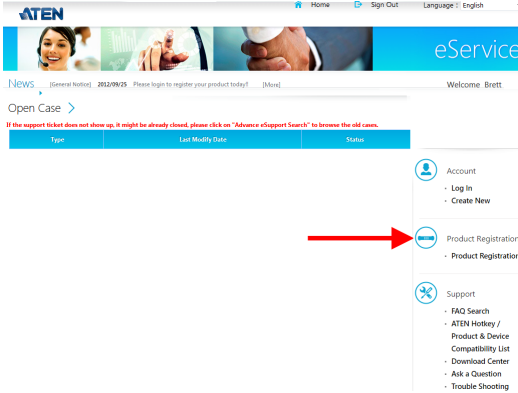 ATEN
Home Sign Out Language : English
eService
News [General Notice] 2012/09/25 Please login to register your product today!! [More]
Welcome Brett
Open Case >
If the support ticket does not show up, it might be already closed, please click on "Advance eSupport Search" to browse the old cases.
Type Last Modify Date Status
Account
Log In
Create New
Product Registration
Product Registration
Support
FAQ Search
ATEN Hotkey /
Product & Device
Compatibility List
Download Center
Ask a Question
Trouble Shooting